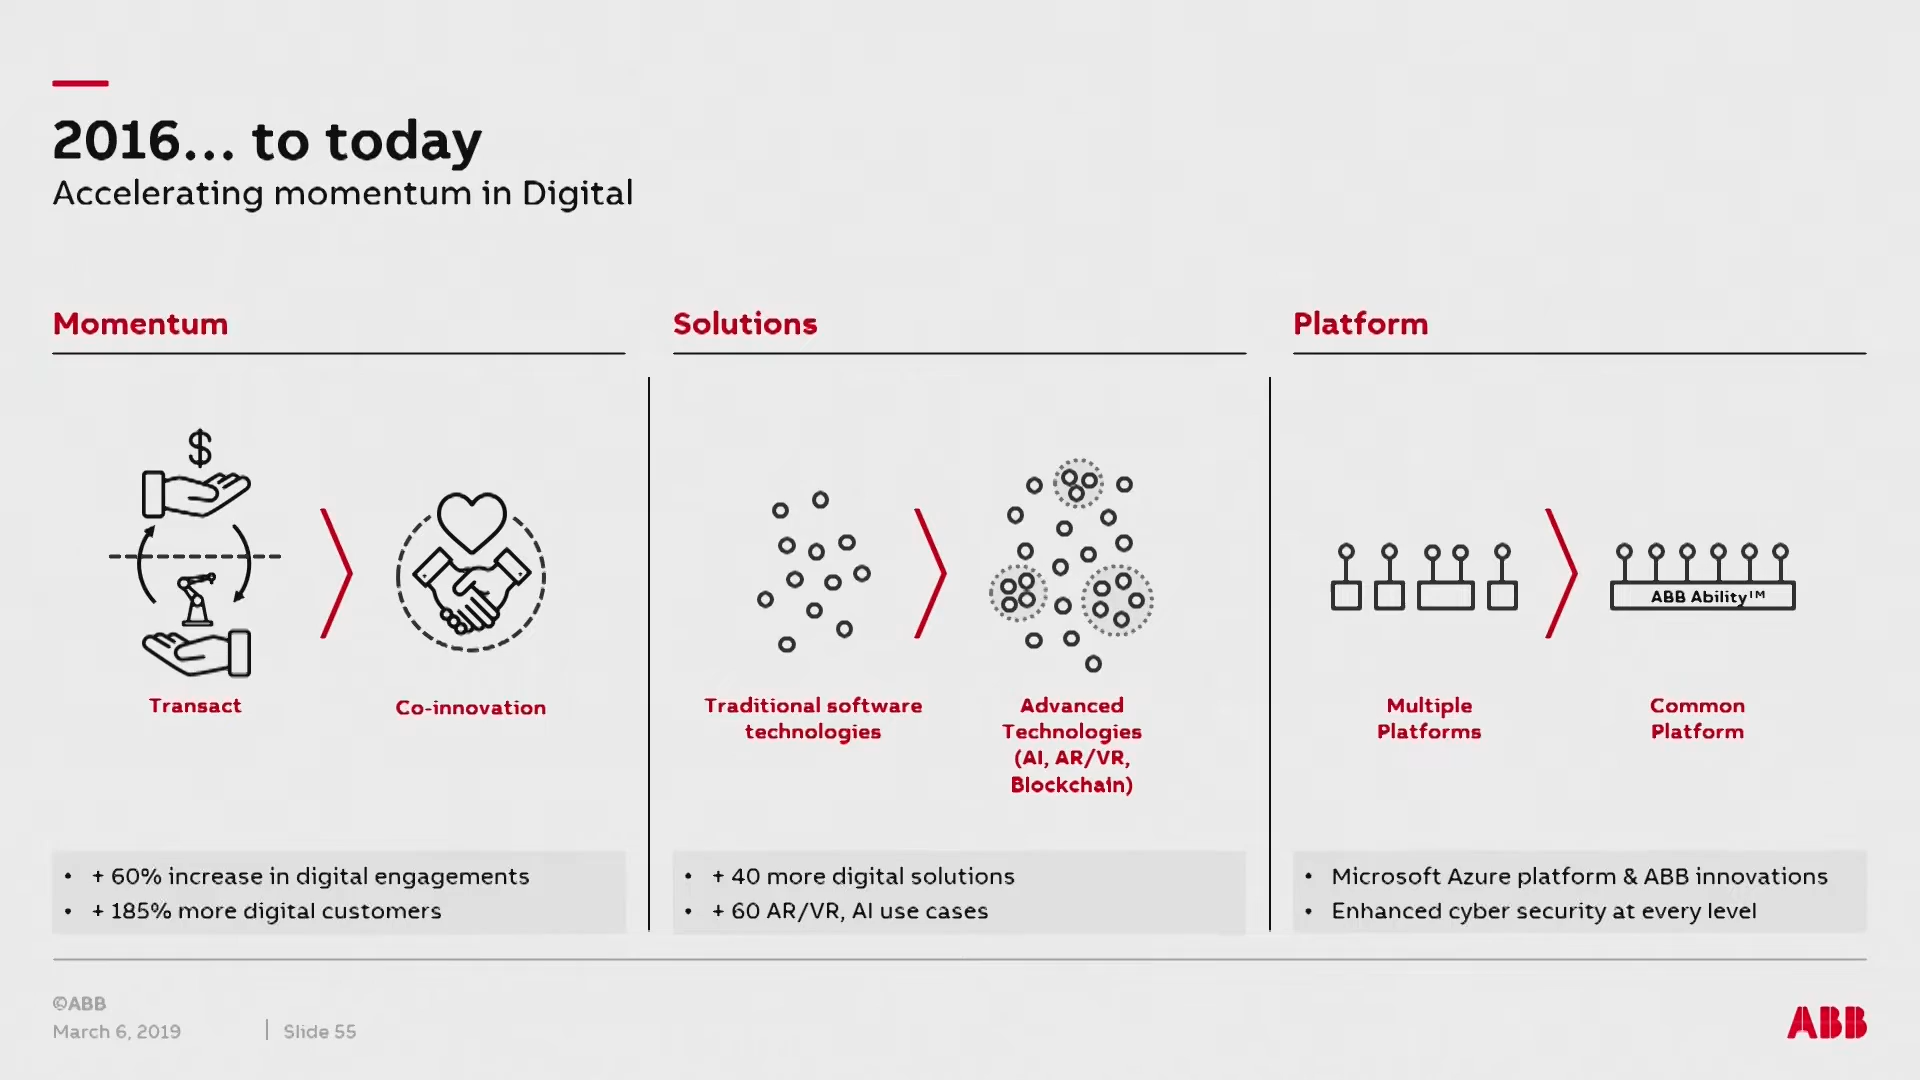 2016... to today
Accelerating momentum in Digital
Momentum
$
Transact
Co-innovation
• + 60% increase in digital engagements
• + 185% more digital customers
Solutions
Traditional software
technologies
Advanced
Technologies
(AI, AR/VR,
Blockchain)
• + 40 more digital solutions
• + 60 AR/VR, AI use cases
Platform
ABB Ability™
Multiple
Platforms
Common
Platform
• Microsoft Azure platform & ABB innovations
• Enhanced cyber security at every level
©ABB
March 6, 2019 | Slide 55
ABB